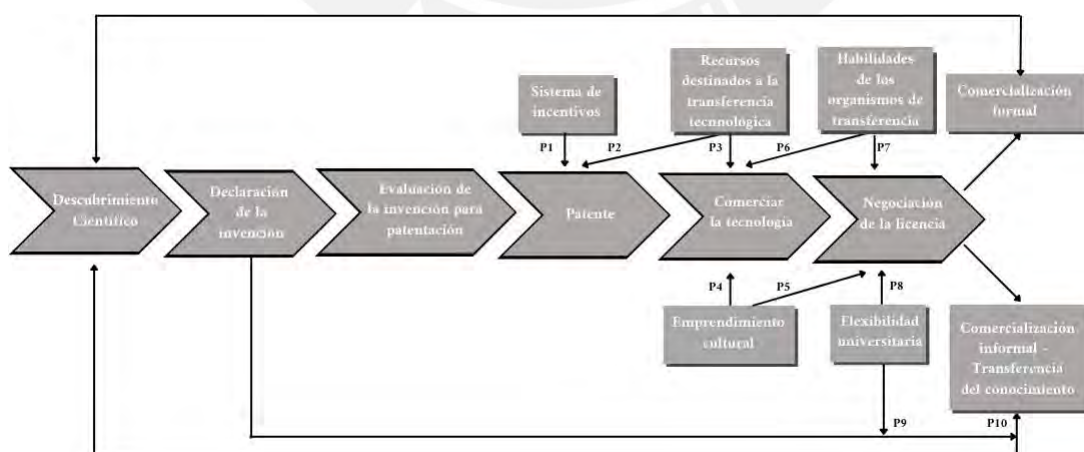 Sistema de
incentivos
Recursos
destinados a la
transferencia
tecnnológica
Habilidades
de los
organismos de
transferencia
Comercialización
formal
P1
P2
P3
P6
P7
Descubrimiento
Científico
Declaración
de la
invención
Evaluación de
la invención para
patentación
Patente
Comerciar
la tecnología
Negociación
de la licencia
P4
P5
P8
Emprendimiento
cultural
Flexibilidad
universitaria
Comercialización
informal -
Transferencia
del conocimiento
P9
P10